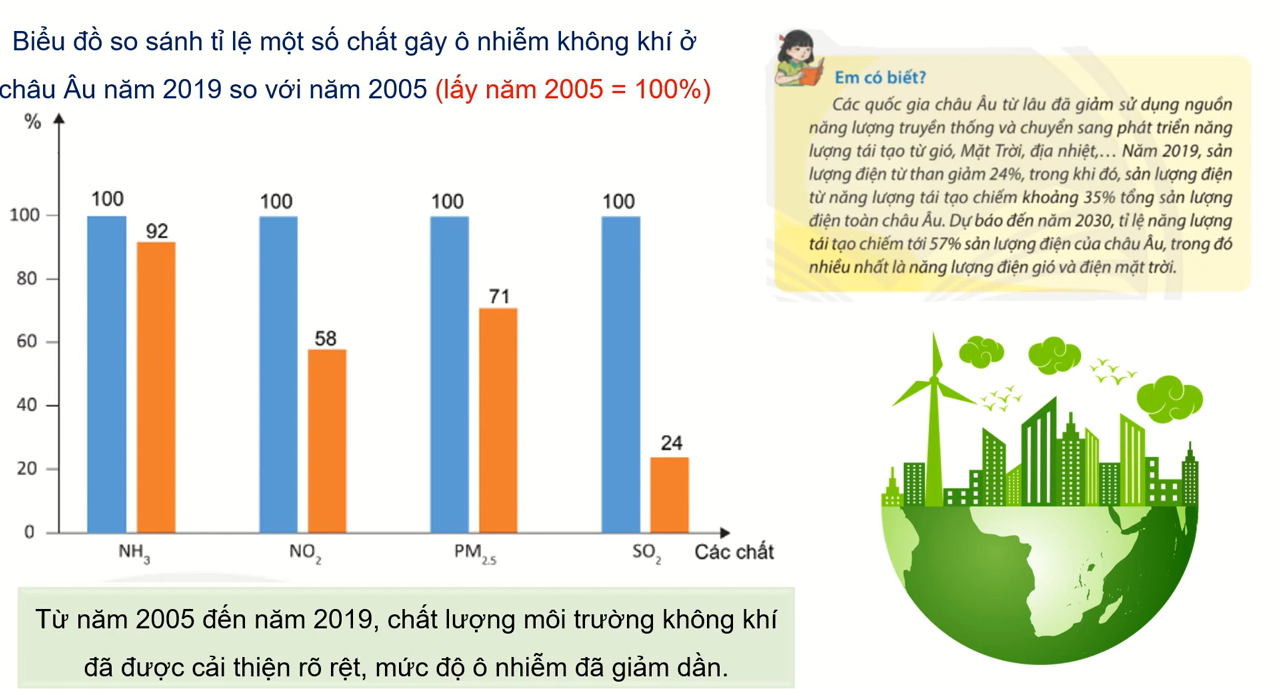 Biểu đồ so sánh tỉ lệ một số chất gây ô nhiễm không khí ở
châu Âu năm 2019 so với năm 2005 (lấy năm 2005 = 100%)
%
100
80
60
40
20
0
100
92
100
58
100
71
100
24
NH3
NO2
PM2.5
SO2
Các chất
Từ năm 2005 đến năm 2019, chất lượng môi trường không khí
đã được cải thiện rõ rệt, mức độ ô nhiễm đã giảm dần.
Em có biết?
Các quốc gia châu Âu từ lâu đã giảm sử dụng nguồn
năng lượng truyền thống và chuyển sang phát triển năng
lượng tái tạo từ gió, Mặt Trời, địa nhiệt,... Năm 2019, sản
lượng điện từ than giảm 24%, trong khi đó, sản lượng điện
từ năng lượng tái tạo chiếm khoảng 35% tổng sản lượng
điện toàn châu Âu. Dự báo đến năm 2030, tỉ lệ năng lượng
tái tạo chiếm tới 57% sản lượng điện của châu Âu, trong đó
nhiều nhất là năng lượng điện gió và điện mặt trời.